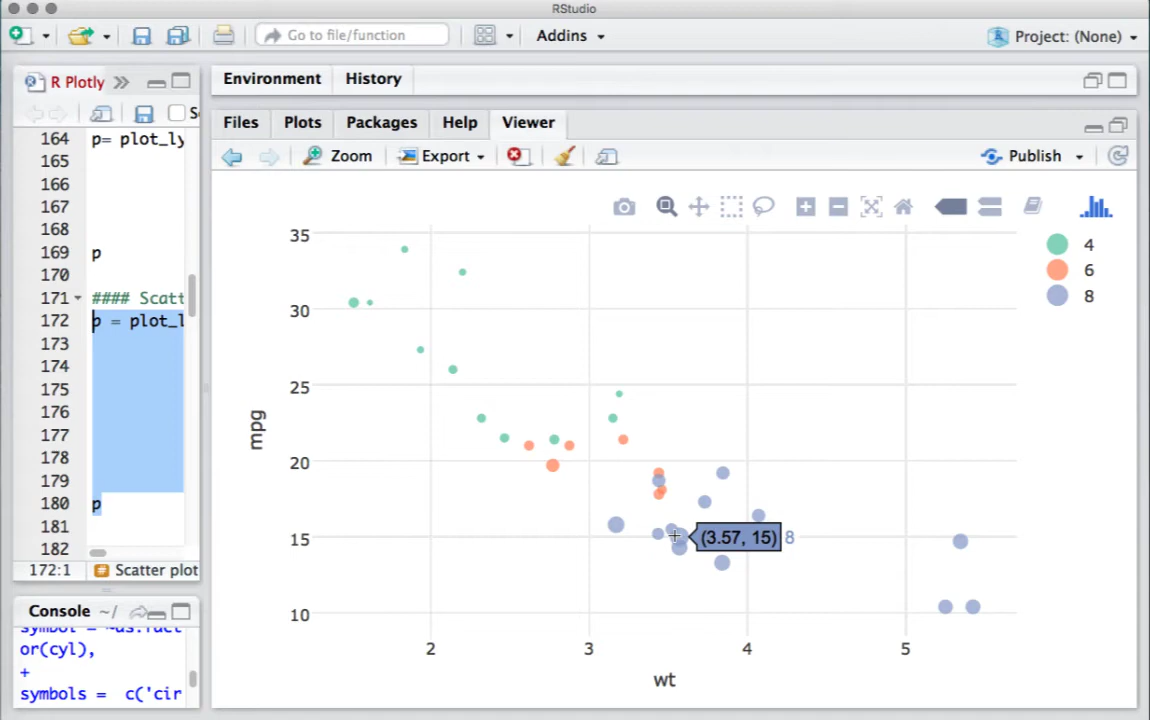 RStudio
Go to file/function
Addins
Project: (None)
R Plotly
Environment
History
Files
Plots
Packages
Help
Viewer
Zoom
Export
Publish
164 p= plot_ly
165
166
167
168
169 p
170
171 #### Scatt
172 p = plot_l
173
174
175
176
177
178
179
180 p
181
182
172:1 Scatter plot
Console ~/
or(cyl),
+
symbols = c('cir
35
30
25
20
15
10
mpg
2
3
4
5
wt
(3.57, 15) 8
4
6
8